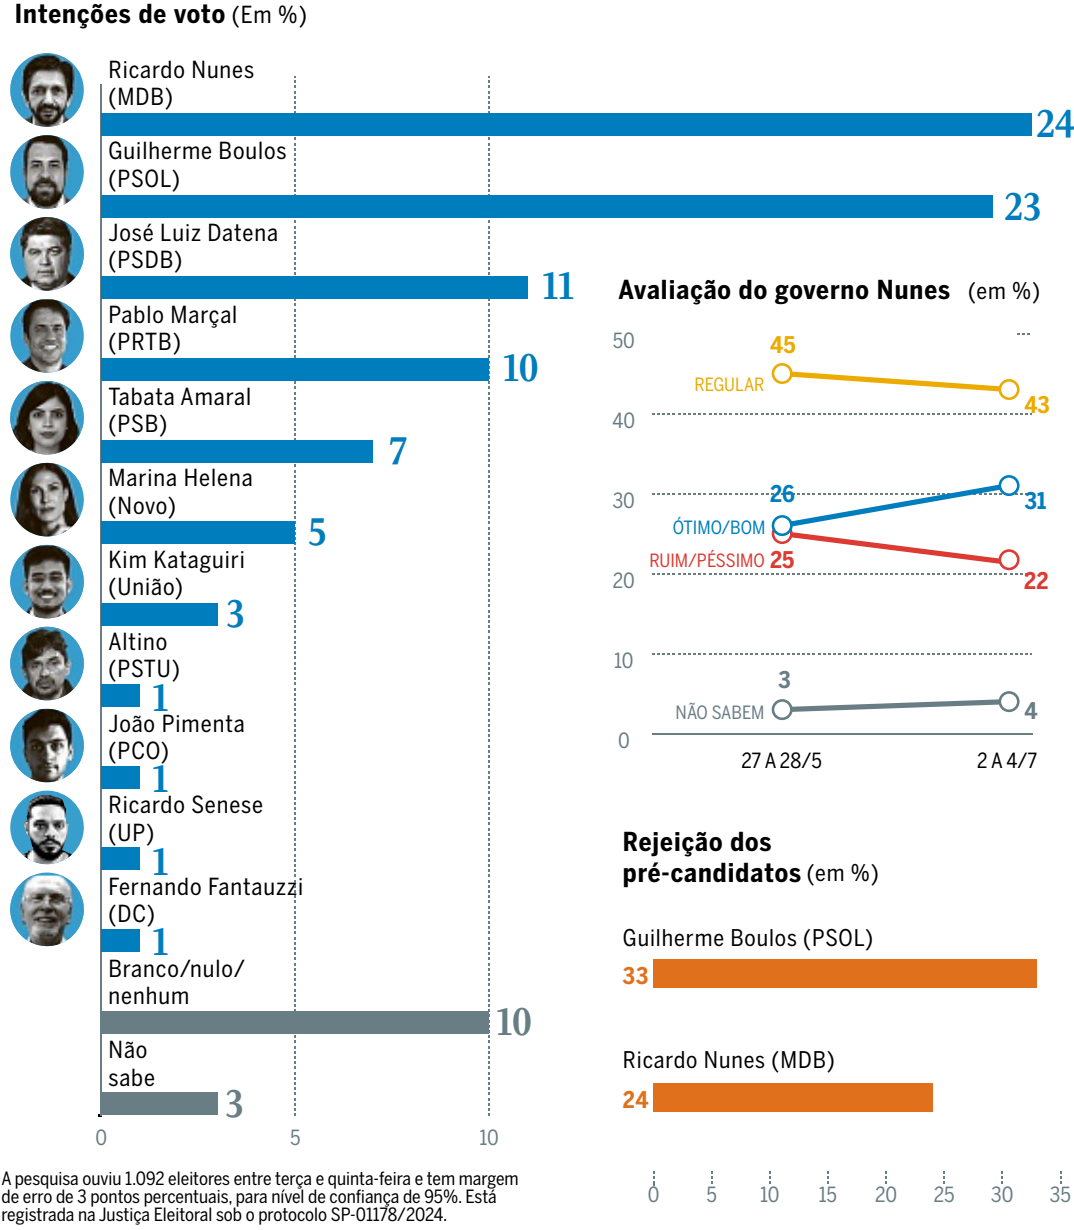 Intenções de voto (Em %)
Ricardo Nunes
(MDB)
24
Guilherme Boulos
(PSOL)
23
José Luiz Datena
(PSDB)
11
Pablo Marçal
(PRTB)
10
Tabata Amaral
(PSB)
7
Marina Helena
(Novo)
5
Kim Kataguiri
(União)
3
Altino
(PSTU)
1
João Pimenta
(PCO)
1
Ricardo Senese
(UP)
1
Fernando Fantauzzi
(DC)
1
Branco/nulo/
nenhum
10
Não
sabe
3
0 5 10
A pesquisa ouviu 1.092 eleitores entre terça e quinta-feira e tem margem
de erro de 3 pontos percentuais, para nível de confiança de 95%. Está
registrada na Justiça Eleitoral sob o protocolo SP-01178/2024.
Avaliação do governo Nunes (em %)
50
45
REGULAR
43
40
30
26
31
ÓTIMO/BOM
RUIM/PÉSSIMO 25
20
22
10
3
NÃO SABEM
4
0
27 A 28/5 2 A 4/7
Rejeição dos
pré-candidatos (em %)
Guilherme Boulos (PSOL)
33
Ricardo Nunes (MDB)
24
0 5 10 15 20 25 30 35